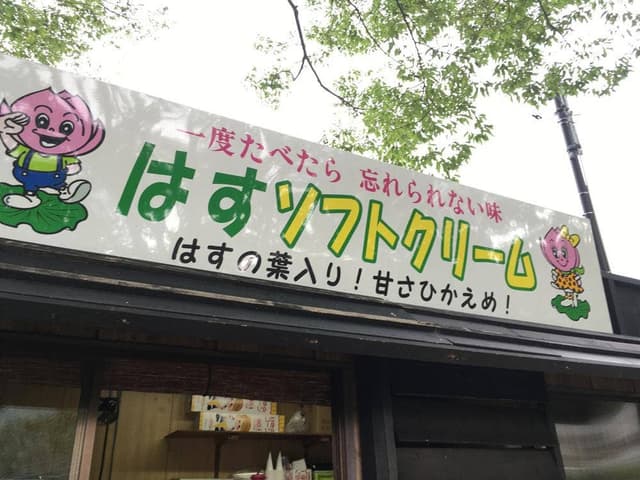 一度たべたら 忘れられない味
はすソフトクリーム
はすの葉入り!甘さひかえめ!